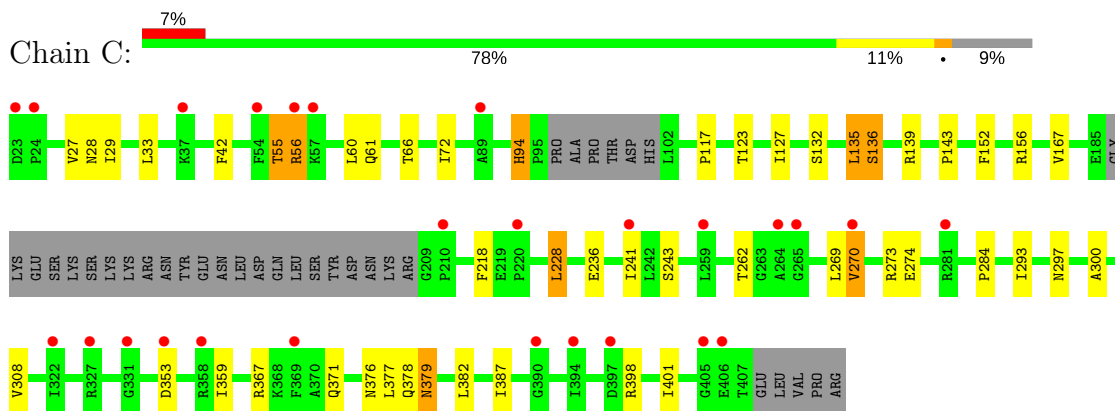 7%
Chain C:
78% 11% • 9%
D23 P24 V27 N28 I29 L33 K37 F42 F54 T55 R56 K57 L60 Q61 T66 I72 A89 H94 P95 PRO ALA PRO THR ASP HIS L102 P117 T123 I127 S132 L135 S136 R139 P143 F152 R156 V167 E185 GLY
LYS GLU SER LYS SER LYS LYS ARG ASN TYR GLU ASN LEU ASP GLN LEU SER TYR ASP ASN LYS ARG G209 P210 F218 E219 P220 L228 E236 I241 L242 S243 L259 T262 G263 A264 G265 L269 V270 R273 E274 R281 P284 I293 N297 A300
V308 I322 R327 G331 D353 R358 I359 R367 K368 F369 A370 Q371 N376 L377 Q378 N379 L382 I387 G390 I394 D397 R398 I401 G405 E406 T407 GLU LEU VAL PRO ARG